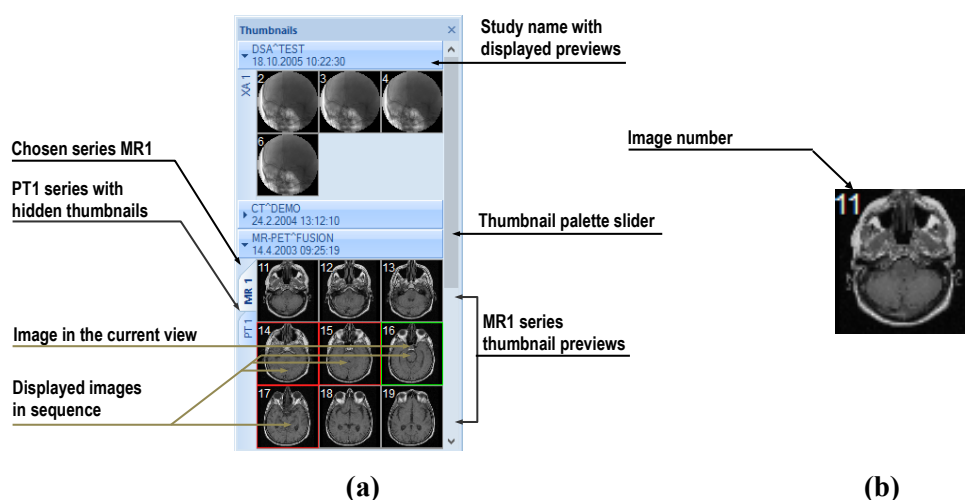 Thumbnails
DSA^TEST
18.10.2005 10:22:30
XA 1
2
3
4
6
CT^DEMO
24.2.2004 13:12:10
MR-PET^FUSION
14.4.2003 09:25:19
MR 1
PT 1
11
12
13
14
15
16
17
18
19
Study name with
displayed previews
Chosen series MR1
PT1 series with
hidden thumbnails
Thumbnail palette slider
Image in the current view
MR1 series
thumbnail previews
Displayed images
in sequence
Image number
11
(a)
(b)